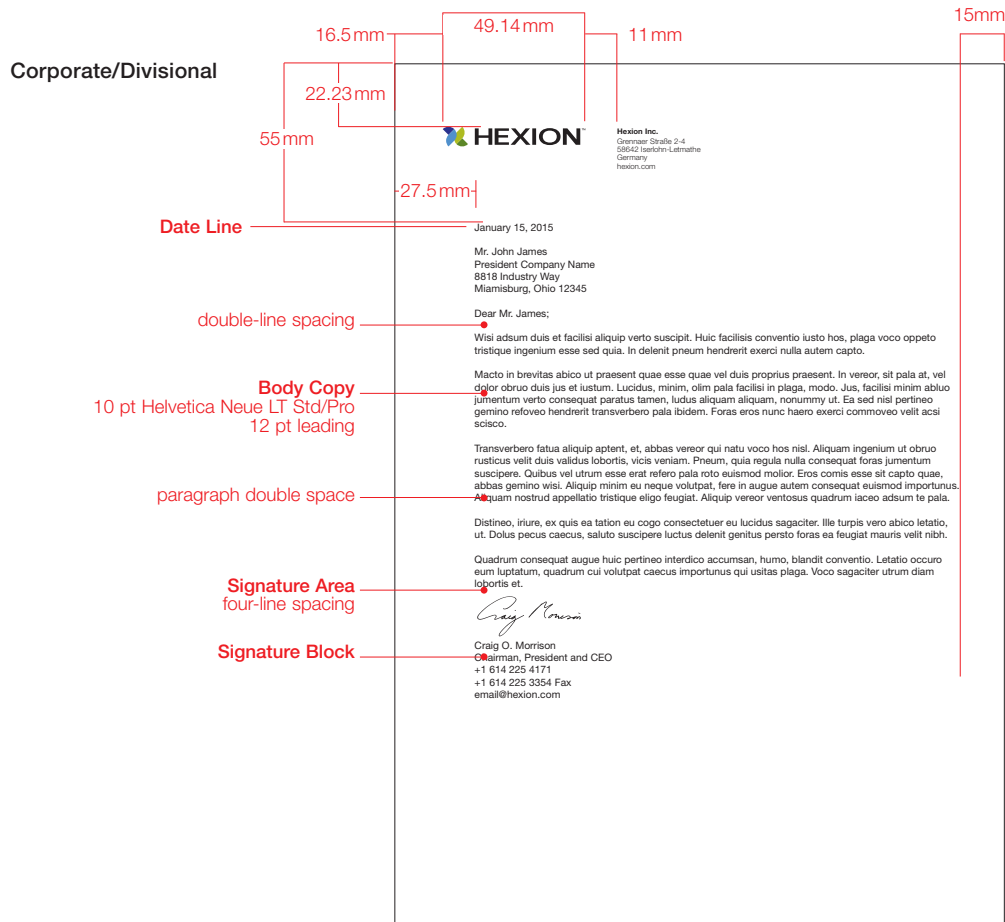 15mm
49.14mm
16.5mm
11mm
Corporate/Divisional
22.23mm
55mm
HEXION™
Hexion Inc.
Grennaer Straße 2-4
58642 Iserlohn-Letmathe
Germany
hexion.com
27.5mm
Date Line
January 15, 2015
Mr. John James
President Company Name
8818 Industry Way
Miamisburg, Ohio 12345
Dear Mr. James;
double-line spacing
Wisi adsum duis et facilisi aliquip verto suscipit. Huic facilisis conventio iusto hos, plaga voco oppeto
tristique ingenium esse sed quia. In delenit pneum hendrerit exerci nulla autem capto.
Macto in brevitas abico ut praesent quae esse quae vel duis proprius praesent. In vereor, sit pala at, vel
dolor obruo duis jus et iustum. Lucidus, minim, olim pala facilisi in plaga, modo. Jus, facilisi minim abluo
jumentum verto consequat paratus tamen, ludus aliquam aliquam, nonummy ut. Ea sed nisl pertineo
gemino refoveo hendrerit transverbero pala ibidem. Foras eros nunc haero exerci commoveo velit acsi
scisco.
Body Copy
10 pt Helvetica Neue LT Std/Pro
12 pt leading
Transverbero fatua aliquip aptent, et, abbas vereor qui natu voco hos nisl. Aliquam ingenium ut obruo
rusticus velit duis validus lobortis, vicis veniam. Pneum, quia regula nulla consequat foras jumentum
suscipere. Quibus vel utrum esse erat refero pala roto euismod molior. Eros comis esse sit capto quae,
abbas gemino wisi. Aliquip minim eu neque volutpat, fere in augue autem consequat euismod importunus.
Aliquam nostrud appellatio tristique eligo feugiat. Aliquip vereor ventosus quadrum iaceo adsum te pala.
paragraph double space
Distineo, iriure, ex quis ea tation eu cogo consectetuer eu lucidus sagaciter. Ille turpis vero abico letatio,
ut. Dolus pecus caecus, saluto suscipere luctus delenit genitus persto foras ea feugiat mauris velit nibh.
Quadrum consequat augue huic pertineo interdico accumsan, humo, blandit conventio. Letatio occuro
eum luptatum, quadrum cui volutpat caecus importunus qui usitas plaga. Voco sagaciter utrum diam
lobortis et.
Signature Area
four-line spacing
Craig Morrison
Signature Block
Craig O. Morrison
Chairman, President and CEO
+1 614 225 4171
+1 614 225 3354 Fax
email@hexion.com